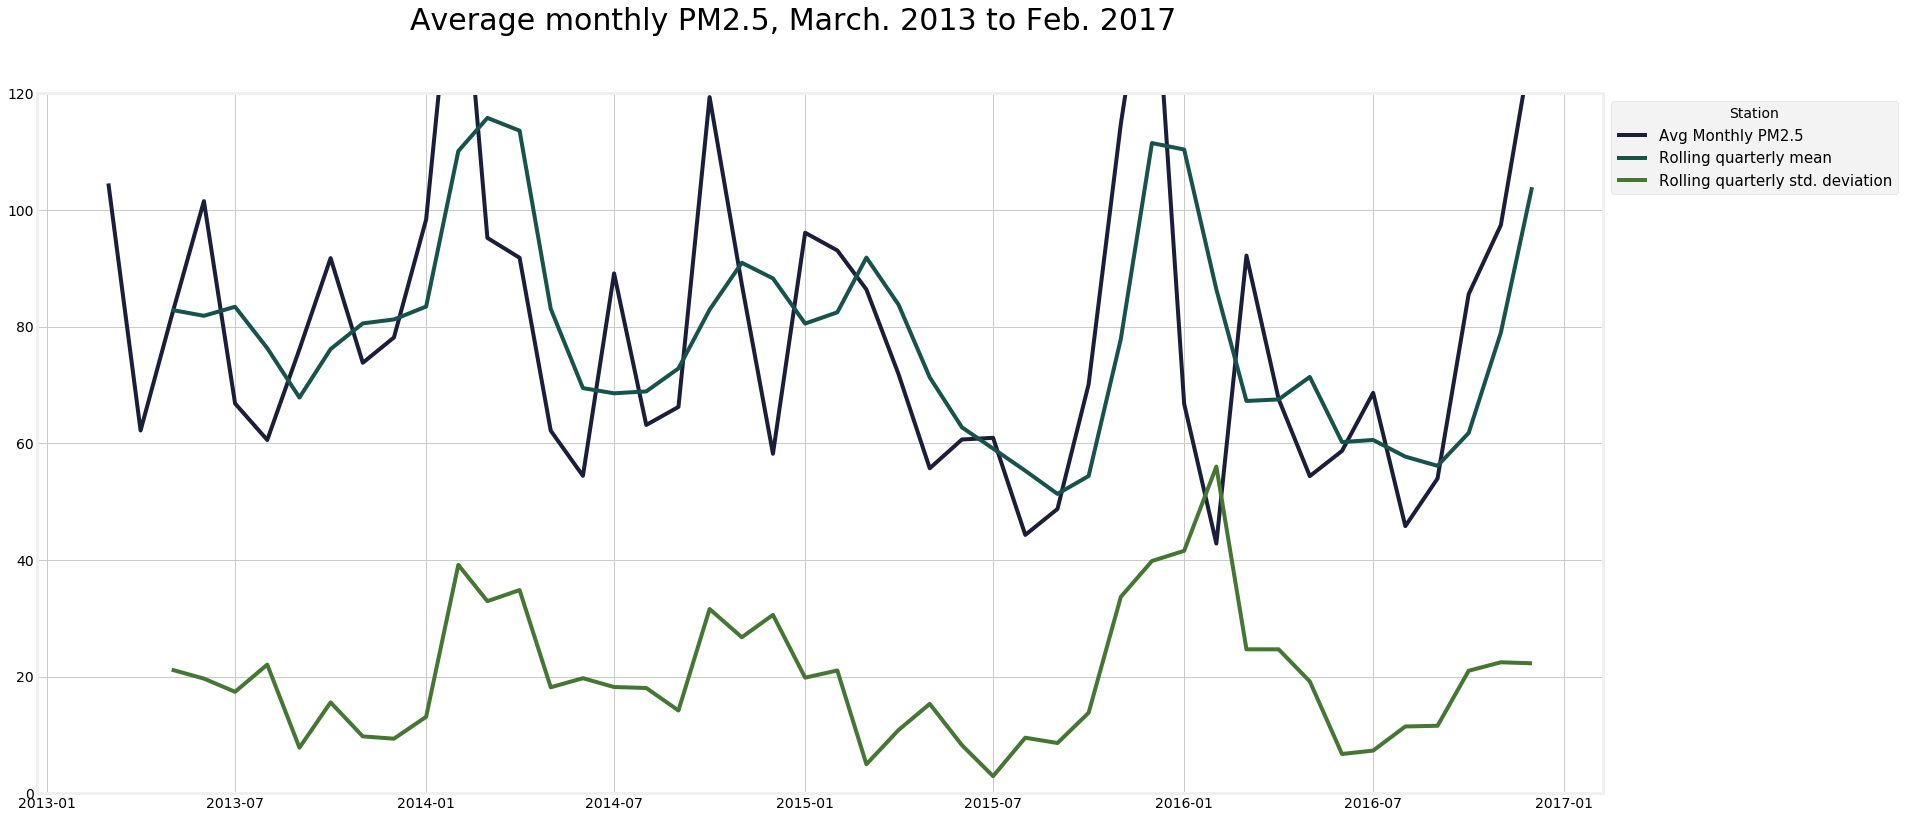 Average monthly PM2.5, March. 2013 to Feb. 2017
120
100
80
60
40
20
0
2013-01 2013-07 2014-01 2014-07 2015-01 2015-07 2016-01 2016-07 2017-01
Station
Avg Monthly PM2.5
Rolling quarterly mean
Rolling quarterly std. deviation